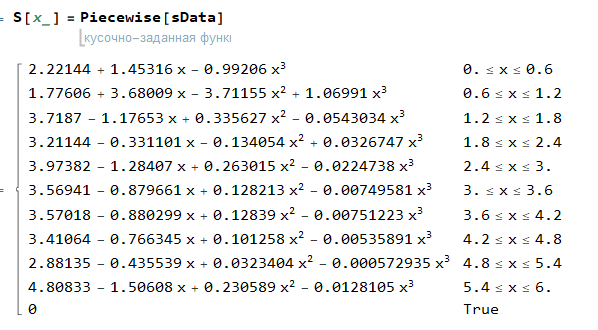 = S[x_] = Piecewise[sData]
кусочно-заданная функ
2.22144 + 1.45316 x - 0.99206 x³ 0. ≤ x ≤ 0.6
1.77606 + 3.68009 x - 3.71155 x² + 1.06991 x³ 0.6 ≤ x ≤ 1.2
3.7187 - 1.17653 x + 0.335627 x² - 0.0543034 x³ 1.2 ≤ x ≤ 1.8
3.21144 - 0.331101 x - 0.134054 x² + 0.0326747 x³ 1.8 ≤ x ≤ 2.4
3.97382 - 1.28407 x + 0.263015 x² - 0.0224738 x³ 2.4 ≤ x ≤ 3.
= 3.56941 - 0.879661 x + 0.128213 x² - 0.00749581 x³ 3. ≤ x ≤ 3.6
3.57018 - 0.880299 x + 0.12839 x² - 0.00751223 x³ 3.6 ≤ x ≤ 4.2
3.41064 - 0.766345 x + 0.101258 x² - 0.00535891 x³ 4.2 ≤ x ≤ 4.8
2.88135 - 0.435539 x + 0.0323404 x² - 0.000572935 x³ 4.8 ≤ x ≤ 5.4
4.80833 - 1.50608 x + 0.230589 x² - 0.0128105 x³ 5.4 ≤ x ≤ 6.
0 True